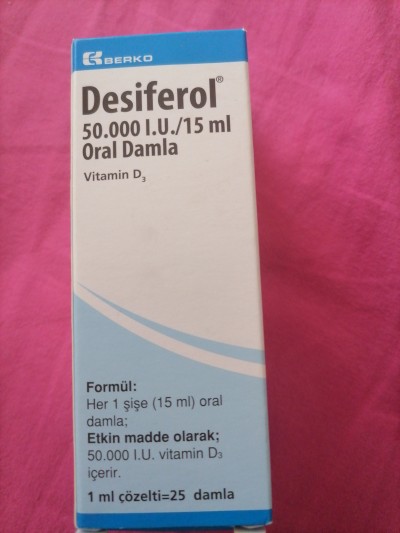 BERKO
Desiferol®
50.000 I.U./15 ml
Oral Damla
Vitamin D₃
Formül:
Her 1 şişe (15 ml) oral
damla;
Etkin madde olarak;
50.000 I.U. vitamin D₃
içerir.
1 ml çözelti=25 damla